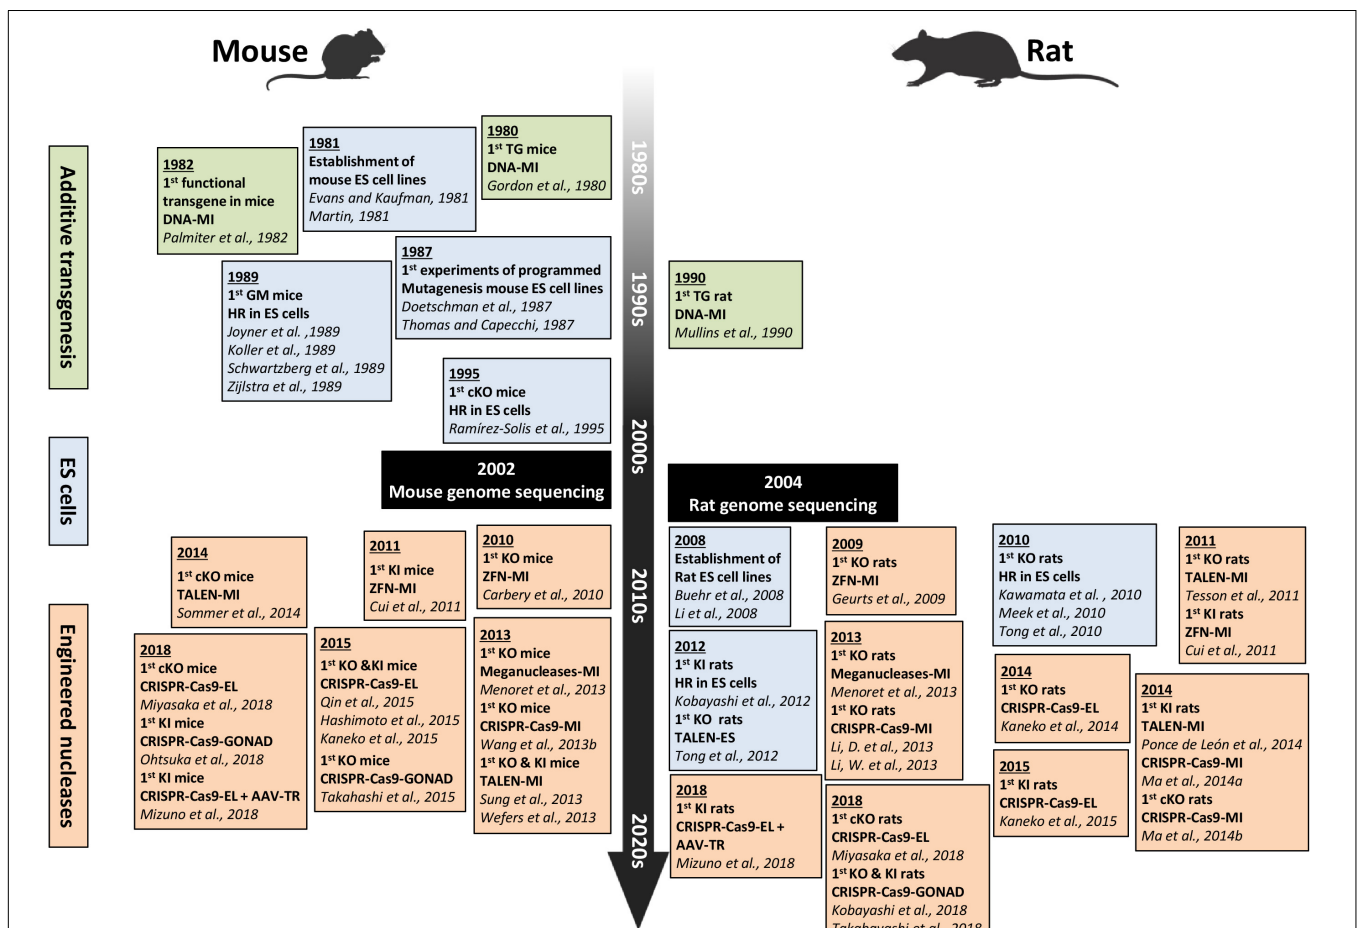 Mouse
Rat
Additive transgenesis
ES cells
Engineered nucleases
1980s
1990s
2000s
2010s
2020s
1980
1st TG mice
DNA-MI
Gordon et al., 1980
1981
Establishment of
mouse ES cell lines
Evans and Kaufman, 1981
Martin, 1981
1982
1st functional
transgene in mice
DNA-MI
Palmiter et al., 1982
1987
1st experiments of programmed
Mutagenesis mouse ES cell lines
Doetschman et al., 1987
Thomas and Capecchi, 1987
1989
1st GM mice
HR in ES cells
Joyner et al. ,1989
Koller et al., 1989
Schwartzberg et al., 1989
Zijlstra et al., 1989
1995
1st cKO mice
HR in ES cells
Ramírez-Solis et al., 1995
2002
Mouse genome sequencing
2010
1st KO mice
ZFN-MI
Carbery et al., 2010
2011
1st KI mice
ZFN-MI
Cui et al., 2011
2014
1st cKO mice
TALEN-MI
Sommer et al., 2014
2013
1st KO mice
Meganucleases-MI
Menoret et al., 2013
1st KO mice
CRISPR-Cas9-MI
Wang et al., 2013b
1st KO & KI mice
TALEN-MI
Sung et al., 2013
Wefers et al., 2013
2015
1st KO &KI mice
CRISPR-Cas9-EL
Qin et al., 2015
Hashimoto et al., 2015
Kaneko et al., 2015
1st KO mice
CRISPR-Cas9-GONAD
Takahashi et al., 2015
2018
1st cKO mice
CRISPR-Cas9-EL
Miyasaka et al., 2018
1st KI mice
CRISPR-Cas9-GONAD
Ohtsuka et al., 2018
1st KI mice
CRISPR-Cas9-EL + AAV-TR
Mizuno et al., 2018
1990
1st TG rat
DNA-MI
Mullins et al., 1990
2004
Rat genome sequencing
2008
Establishment of
Rat ES cell lines
Buehr et al., 2008
Li et al., 2008
2009
1st KO rats
ZFN-MI
Geurts et al., 2009
2010
1st KO rats
HR in ES cells
Kawamata et al. , 2010
Meek et al., 2010
Tong et al., 2010
2011
1st KO rats
TALEN-MI
Tesson et al., 2011
1st KI rats
ZFN-MI
Cui et al., 2011
2012
1st KI rats
HR in ES cells
Kobayashi et al., 2012
1st KO rats
TALEN-ES
Tong et al., 2012
2013
1st KO rats
Meganucleases-MI
Menoret et al., 2013
1st KO rats
CRISPR-Cas9-MI
Li, D. et al., 2013
Li, W. et al., 2013
2014
1st KO rats
CRISPR-Cas9-EL
Kaneko et al., 2014
2014
1st KI rats
TALEN-MI
Ponce de León et al., 2014
CRISPR-Cas9-MI
Ma et al., 2014a
1st cKO rats
CRISPR-Cas9-MI
Ma et al., 2014b
2015
1st KI rats
CRISPR-Cas9-EL
Kaneko et al., 2015
2018
1st KI rats
CRISPR-Cas9-EL +
AAV-TR
Mizuno et al., 2018
2018
1st cKO rats
CRISPR-Cas9-EL
Miyasaka et al., 2018
1st KO & KI rats
CRISPR-Cas9-GONAD
Kobayashi et al., 2018
Takabayashi et al., 2018